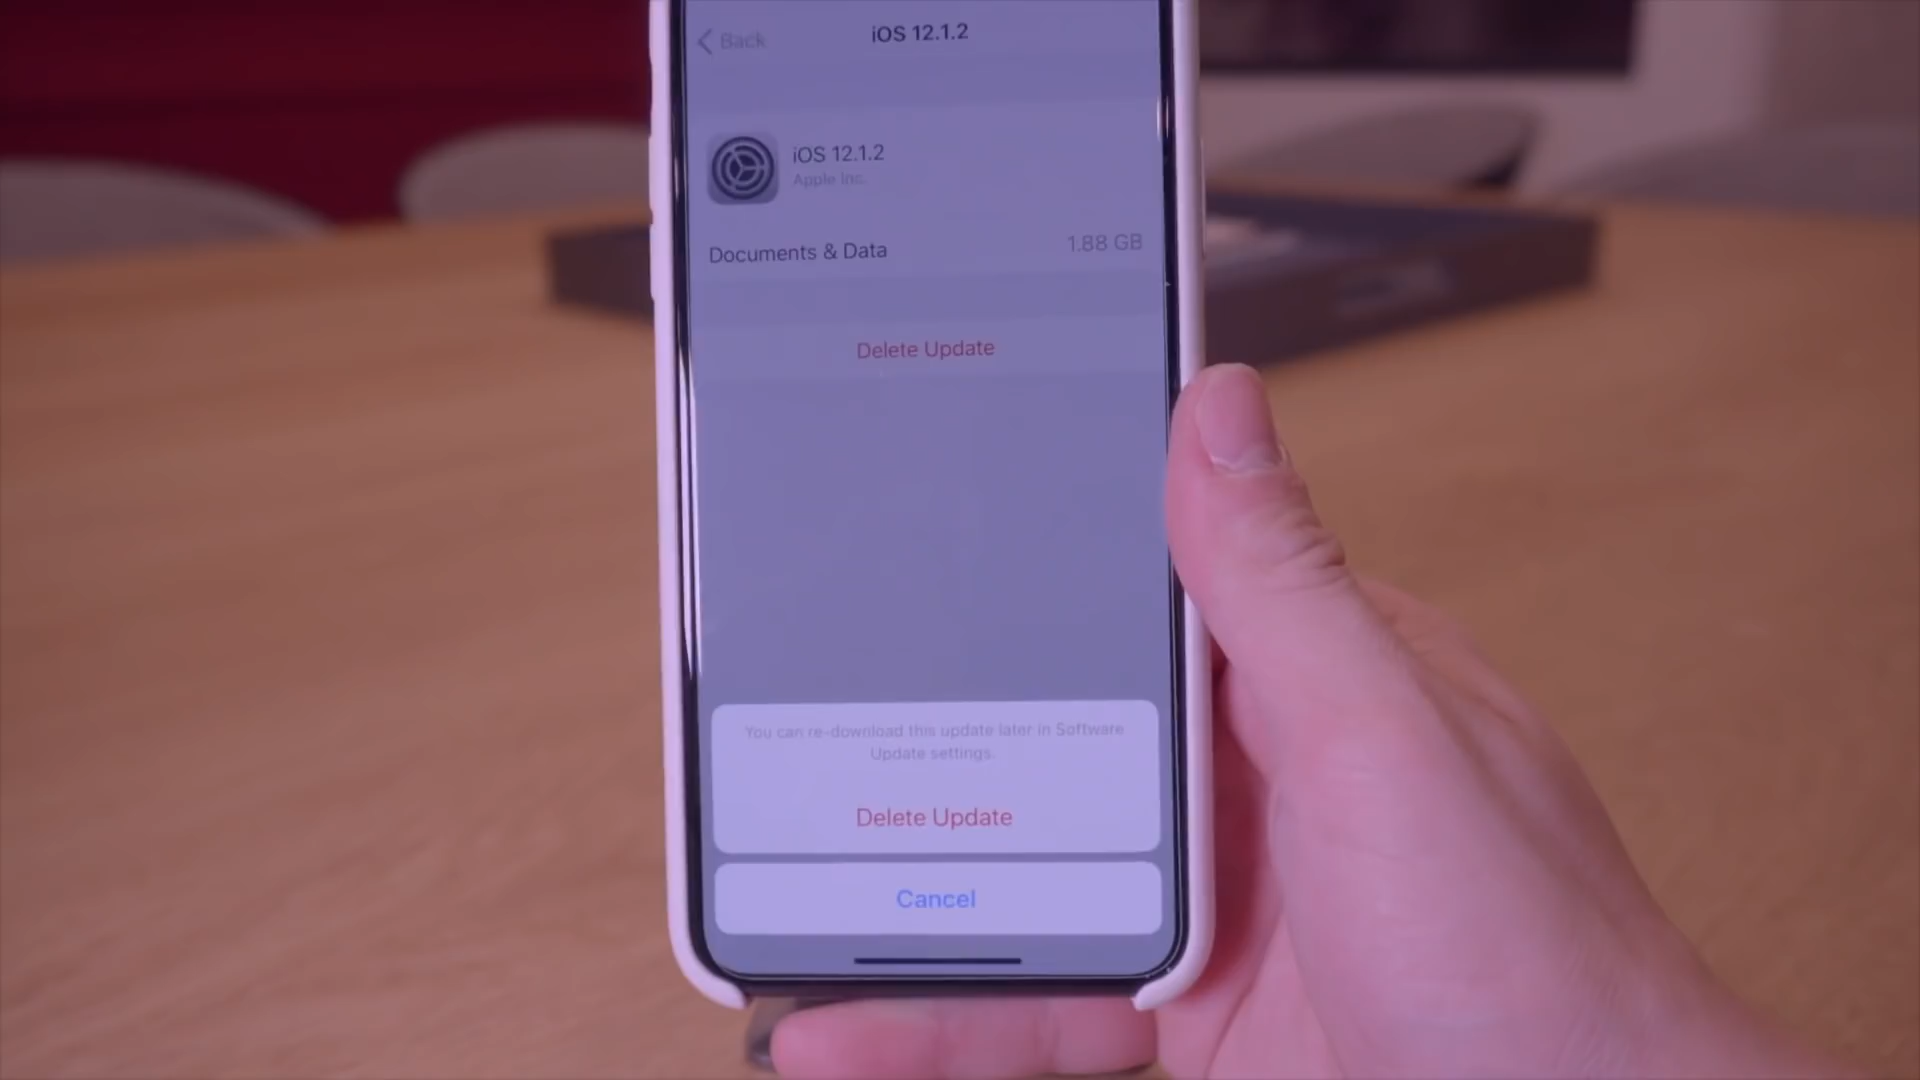 Back
iOS 12.1.2
iOS 12.1.2
Apple Inc.
Documents & Data 1.88 GB
Delete Update
You can re-download this update later in Software
Update settings.
Delete Update
Cancel